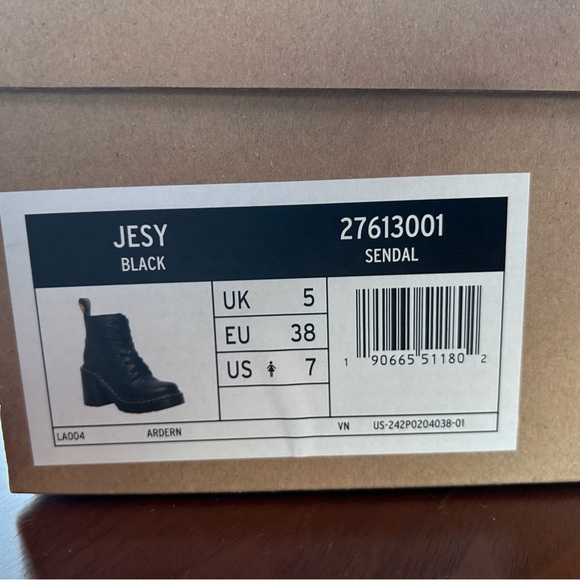 JESY
BLACK
27613001
SENDAL
UK 5
EU 38
US 7
1 90665 51180 2
LA004 ARDERN VN US-242P0204038-01